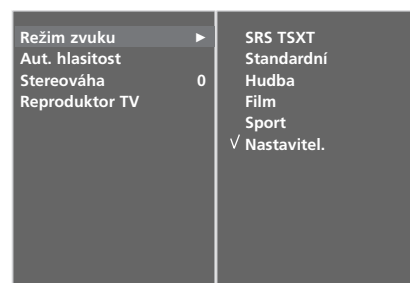 Režim zvuku ►
Aut. hlasitost
Stereováha 0
Reproduktor TV
SRS TSXT
Standardní
Hudba
Film
Sport
√ Nastavitel.